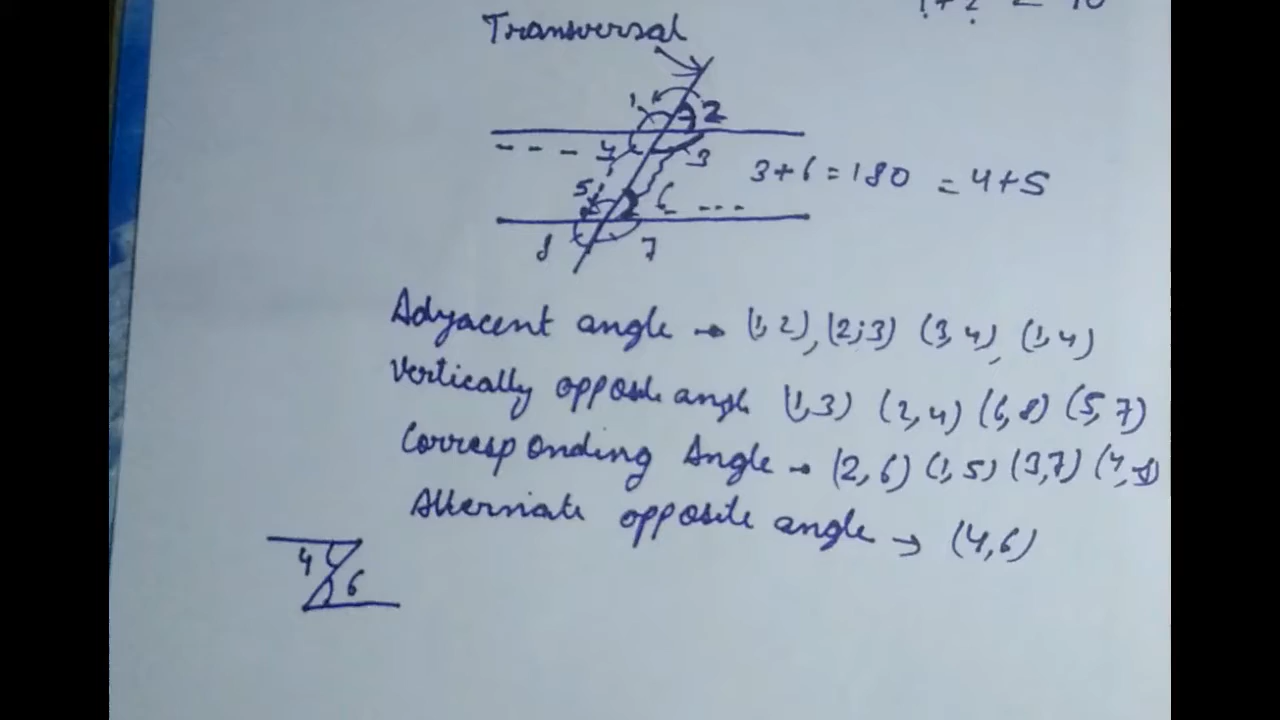 Transversal
1 2
4 3
3+6=180 = 4+5
5 6
8 7
Adjacent angle → (1,2), (2,3) (3,4), (1,4)
Vertically opposite angle (1,3) (2,4) (6,8) (5,7)
Corresponding Angle → (2,6) (1,5) (3,7) (4,8)
Alternate opposite angle → (4,6)
4
6